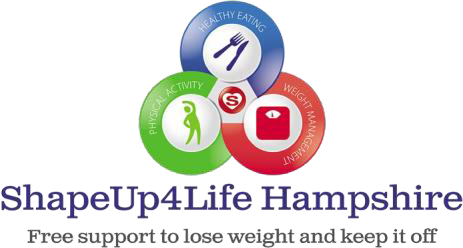 HEALTHY EATING
PHYSICAL ACTIVITY
WEIGHT MANAGEMENT
S
ShapeUp4Life Hampshire
Free support to lose weight and keep it off